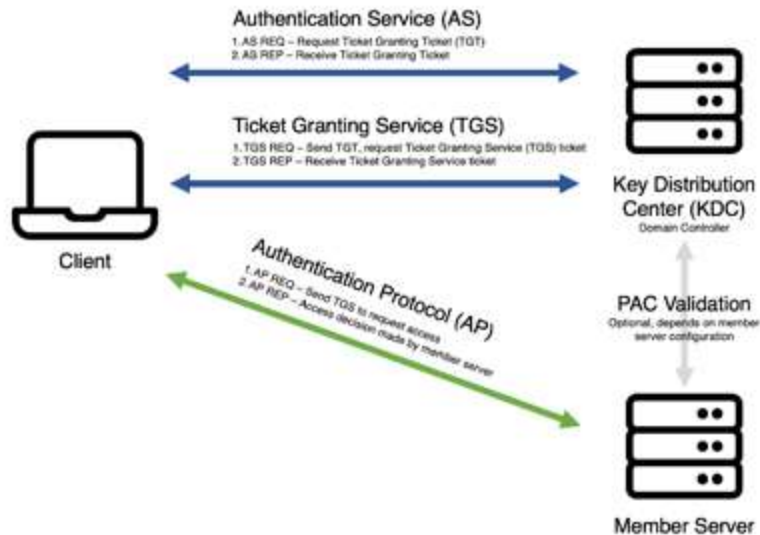 Authentication Service (AS)
1. AS REQ – Request Ticket Granting Ticket (TGT)
2. AS REP – Receive Ticket Granting Ticket
Ticket Granting Service (TGS)
1. TGS REQ – Send TGT, request Ticket Granting Service (TGS) ticket
2. TGS REP – Receive Ticket Granting Service ticket
Client
Key Distribution
Center (KDC)
Domain Controller
Authentication Protocol (AP)
1. AP REQ – Send TGS to request access
2. AP REP – Access decision made by member server
PAC Validation
Optional, depends on member
server configuration
Member Server